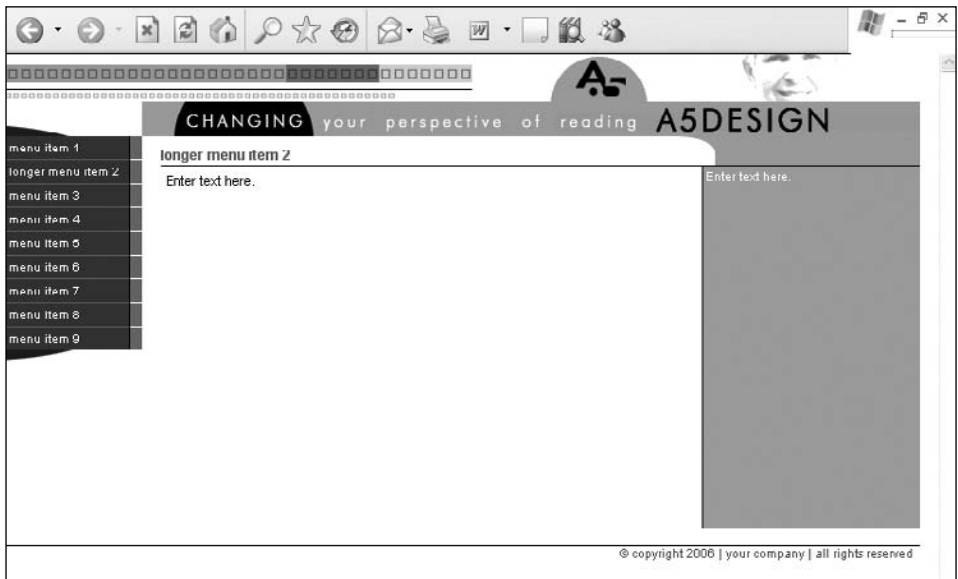 A5
CHANGING your perspective of reading A5DESIGN
menu item 1
longer menu item 2
menu item 3
menu item 4
menu item 5
menu item 6
menu item 7
menu item 8
menu item 9
longer menu item 2
Enter text here.
Enter text here.
© copyright 2006 | your company | all rights reserved